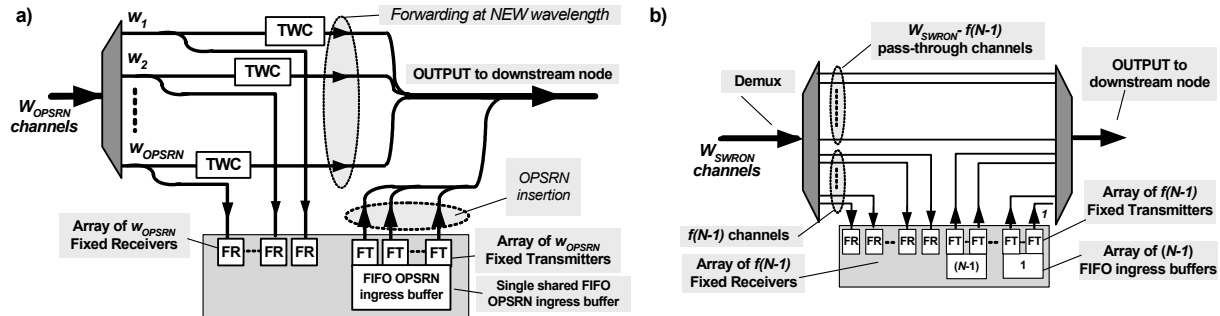 a)
w1
Forwarding at NEW wavelength
TWC
w2
TWC
OUTPUT to downstream node
WOPSRN
channels
wOPSRN
TWC
OPSRN
insertion
Array of wOPSRN
Fixed Receivers
FR
FR
FR
FT
FT
FT
Array of wOPSRN
Fixed Transmitters
FIFO OPSRN
ingress buffer
Single shared FIFO
OPSRN ingress buffer
b)
WSWRON- f(N-1)
pass-through channels
OUTPUT to
downstream node
Demux
WSWRON
channels
f(N-1) channels
1
Array of f(N-1)
Fixed Transmitters
FR
FR
FR
FR
FT
FT
FT
FT
(N-1)
1
Array of (N-1)
FIFO ingress buffers
Array of f(N-1)
Fixed Receivers